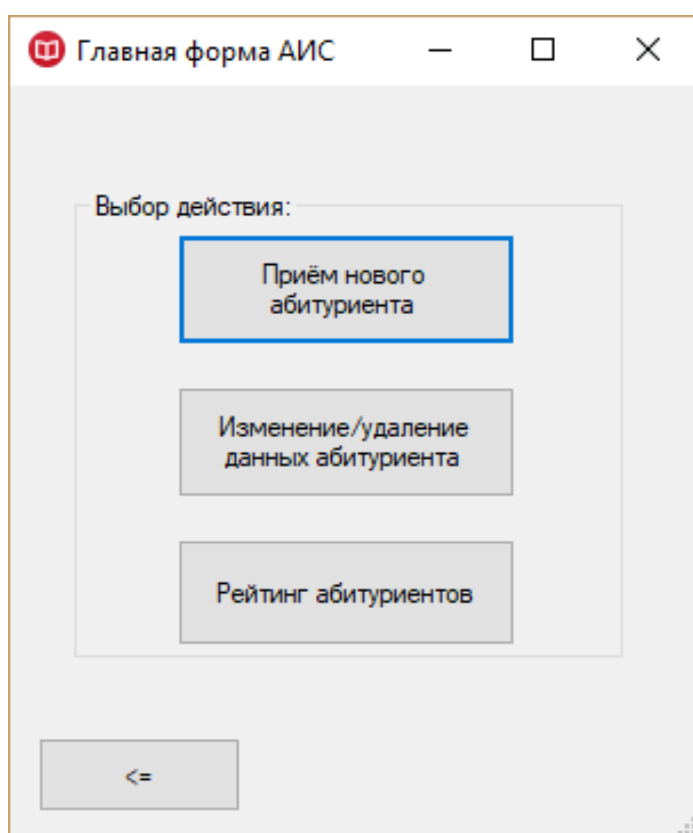 Главная форма АИС
Выбор действия:
Приём нового
абитуриента
Изменение/удаление
данных абитуриента
Рейтинг абитуриентов
<=